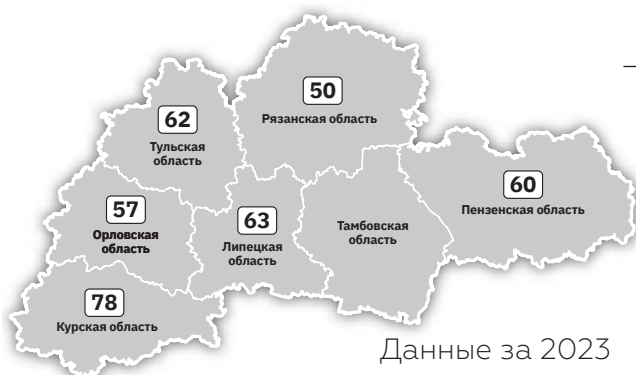 50
Рязанская область
62
Тульская
область
60
Пензенская область
57
Орловская
область
63
Липецкая
область
Тамбовская
область
78
Курская область
Данные за 2023